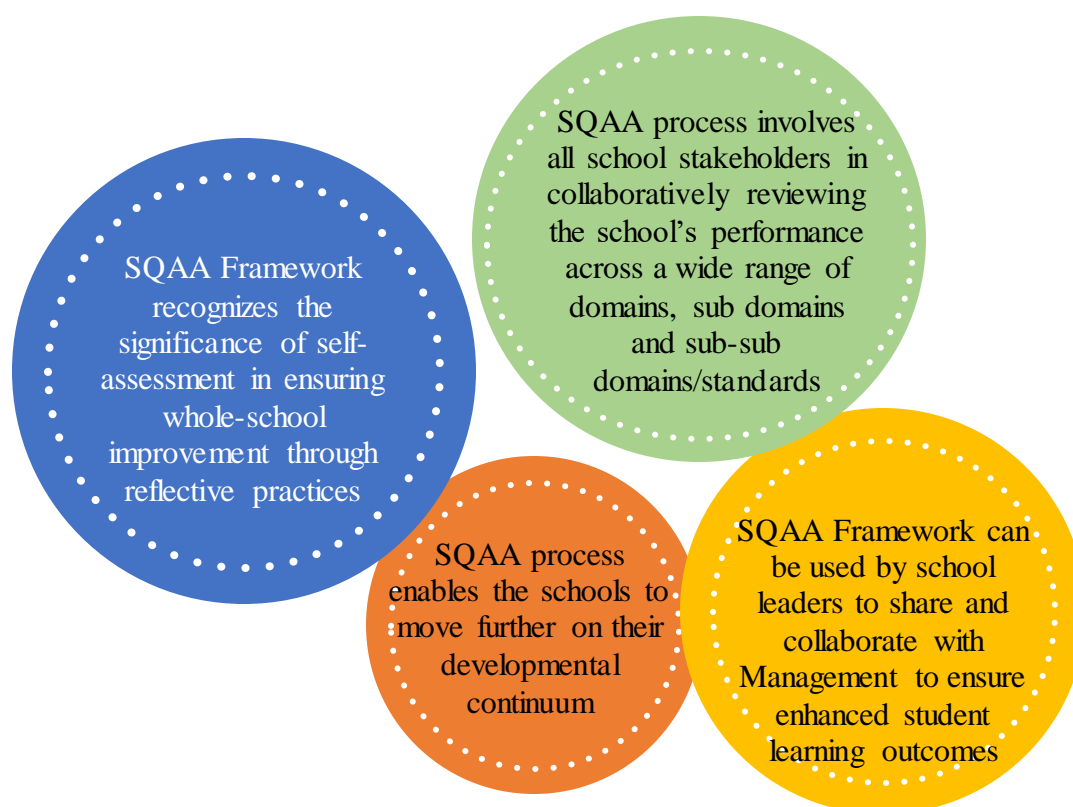 SQAA Framework
recognizes the
significance of self-
assessment in ensuring
whole-school
improvement through
reflective practices
SQAA process involves
all school stakeholders in
collaboratively reviewing
the school's performance
across a wide range of
domains, sub domains
and sub-sub
domains/standards
SQAA process
enables the schools to
move further on their
developmental
continuum
SQAA Framework can
be used by school
leaders to share and
collaborate with
Management to ensure
enhanced student
learning outcomes